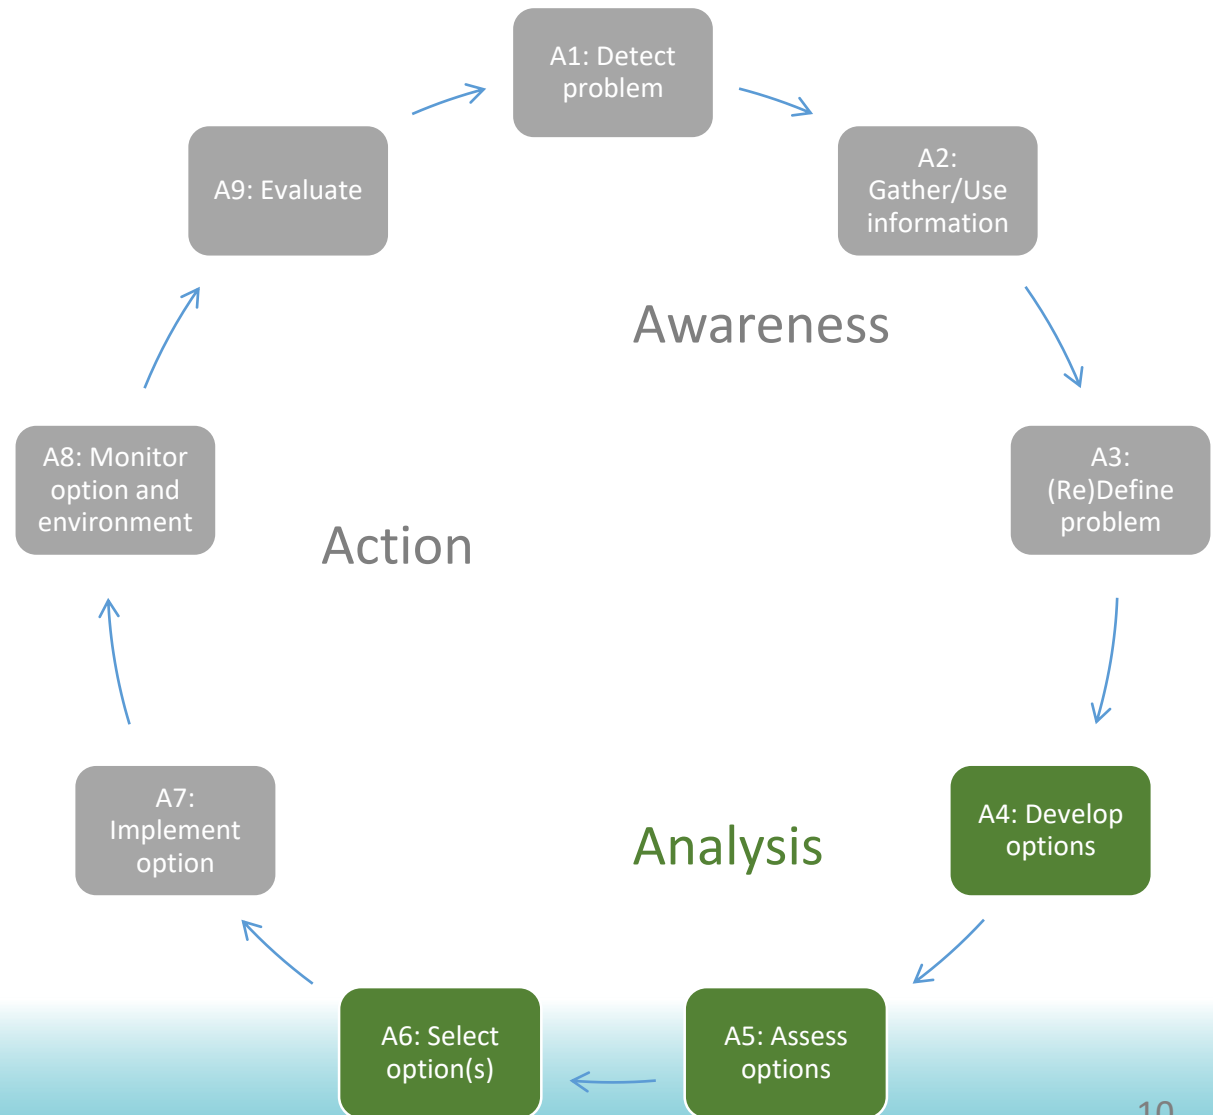 A1: Detect
problem
A2:
Gather/Use
information
A9: Evaluate
Awareness
A3:
(Re)Define
problem
A8: Monitor
option and
environment
Action
A4: Develop
options
Analysis
A7:
Implement
option
A5: Assess
options
A6: Select
option(s)
10